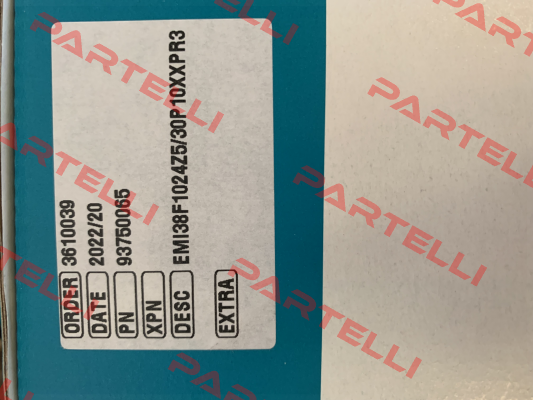 ORDER 3610039
DATE 2022/20
PN 93750065
XPN
DESC EMI38F1024Z5/30P10XXPR3
EXTRA
PARTELLI
PARTELLI
PARTELLI
PARTELLI
PARTELLI
PARTELLI